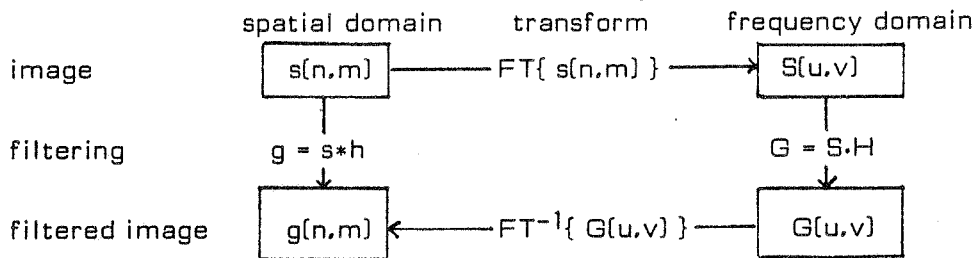 spatial domain transform frequency domain
image s(n,m) FT{ s(n,m) } S(u,v)
filtering g = s*h G = S·H
filtered image g(n,m) FT⁻¹{ G(u,v) } G(u,v)